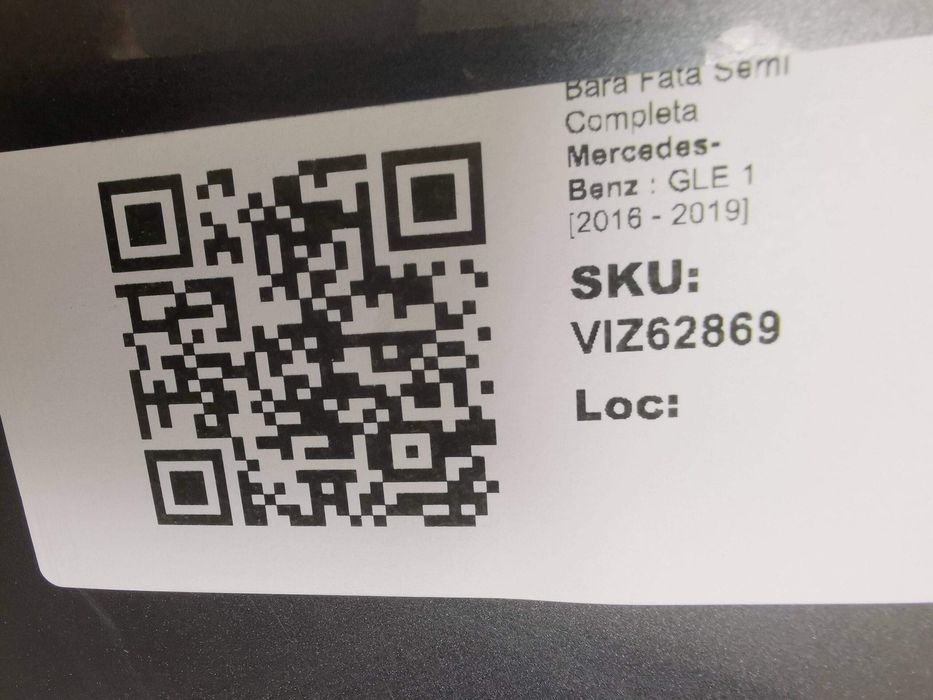 Bara Fata Semi
Completa
Mercedes-
Benz : GLE 1
[2016 - 2019]
SKU:
VIZ62869
Loc: